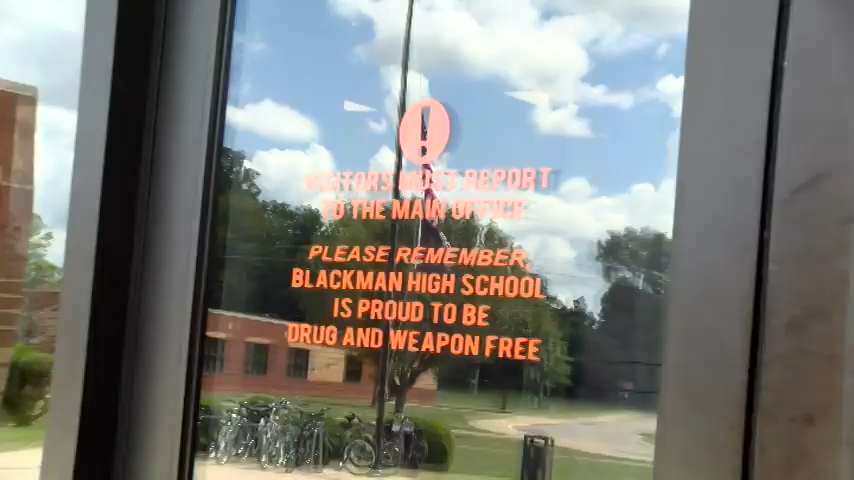 !
VISITORS MUST REPORT
TO THE MAIN OFFICE
PLEASE REMEMBER,
BLACKMAN HIGH SCHOOL
IS PROUD TO BE
DRUG AND WEAPON FREE